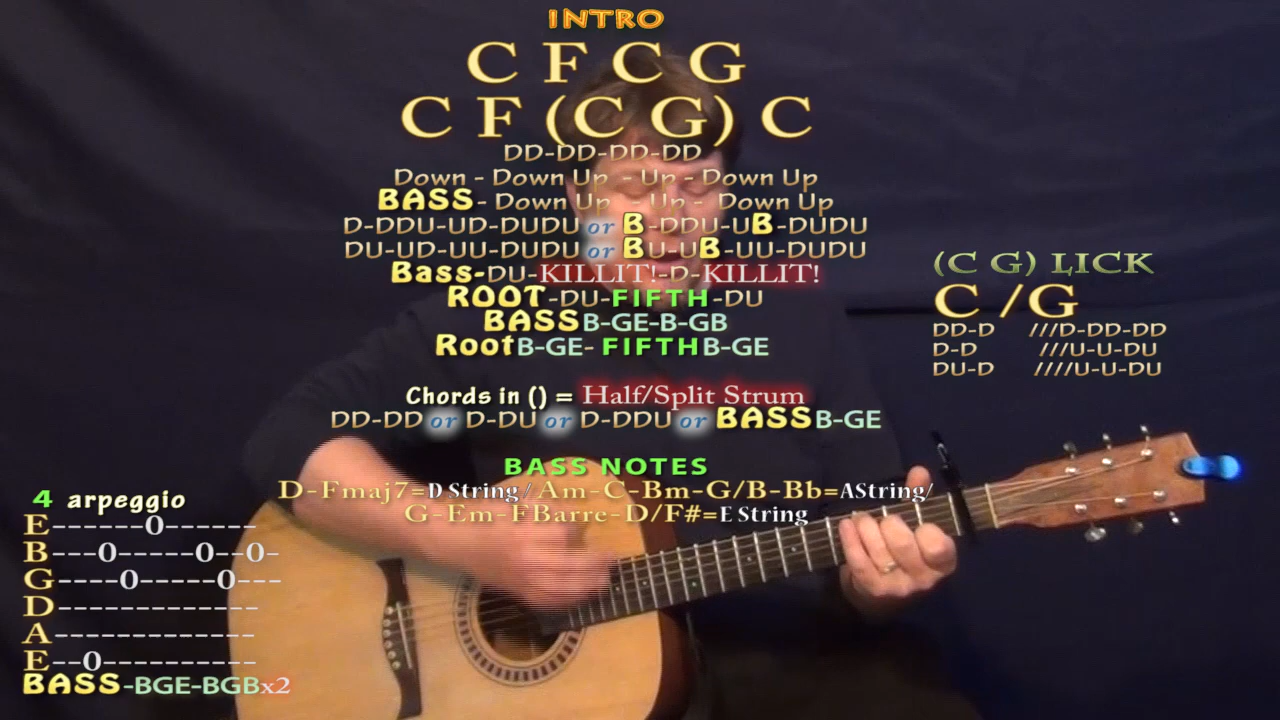 INTRO
C F C G
C F (C G) C
DD-DD-DD-DD
Down - Down Up - Up - Down Up
BASS - Down Up - Up - Down Up
D-DDU-UD-DUDU or B-DDU-UB-DUDU
DU-UD-UU-DUDU or BU-UB-UU-DUDU
Bass-DU-KILLIT!-D-KILLIT!
ROOT-DU-FIFTH-DU
BASS B-GE-B-GB
Root B-GE- FIFTH B-GE
Chords in () = Half/Split Strum
DD-DD or D-DU or D-DDU or BASS B-GE
BASS NOTES
D-Fmaj7=D String / Am-C-Bm-G/B-Bb=AString/
G-Em-FBarre-D/F#=E String
(C G) LICK
C /G
DD-D ///D-DD-DD
D-D ///U-U-DU
DU-D ////U-U-DU
4 arpeggio
E------0----
B---0-----0--0-
G----0-----0---
D-------------
A-------------
E--0----------
BASS-BGE-BGBx2